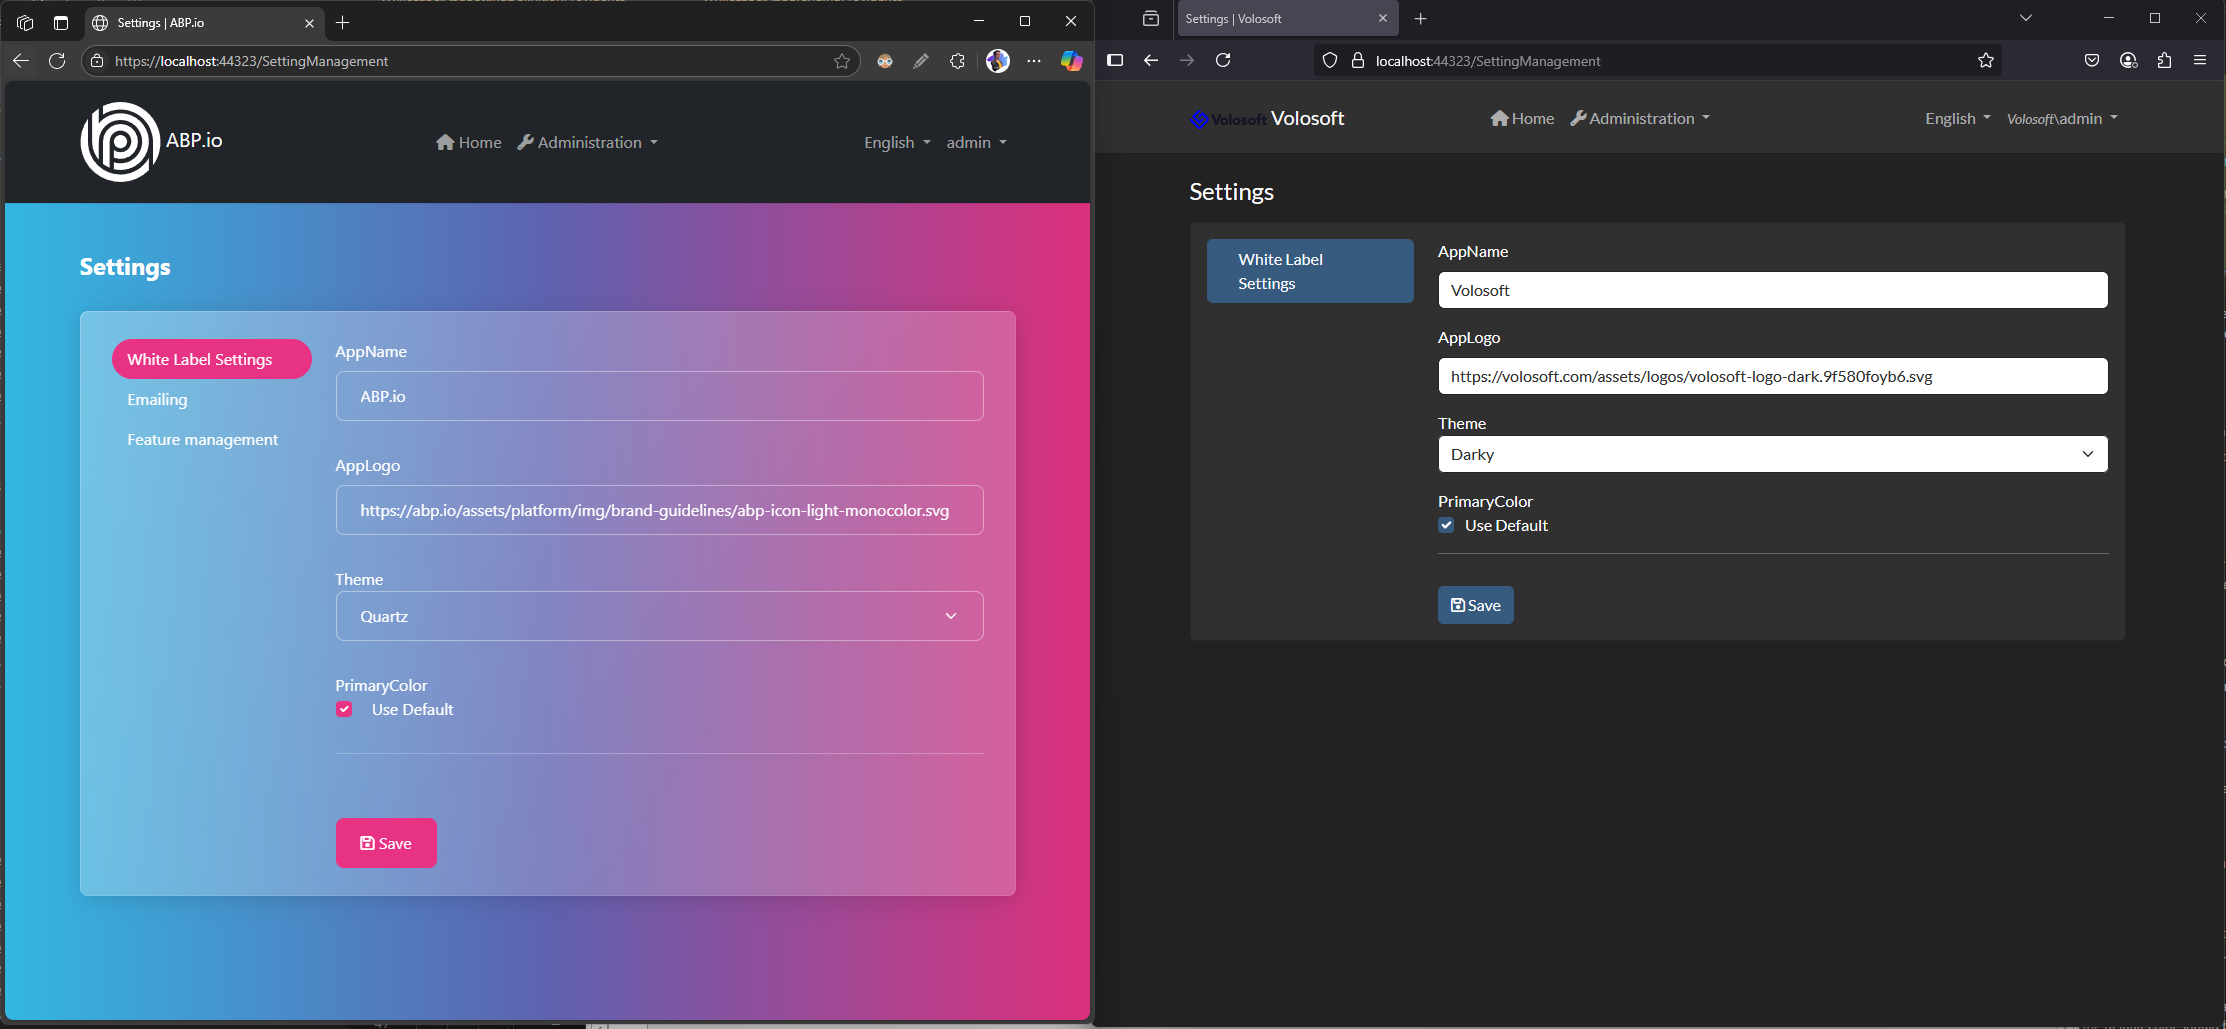 Settings | ABP.io
https://localhost:44323/SettingManagement
ABP.io
Home
Administration
English
admin
Settings
White Label Settings
Emailing
Feature management
AppName
ABP.io
AppLogo
https://abp.io/assets/platform/img/brand-guidelines/abp-icon-light-monocolor.svg
Theme
Quartz
PrimaryColor
Use Default
Save
Settings | Volosoft
localhost:44323/SettingManagement
Volosoft Volosoft
Home
Administration
English
Volosoft\admin
Settings
White Label
Settings
AppName
Volosoft
AppLogo
https://volosoft.com/assets/logos/volosoft-logo-dark.9f580foyb6.svg
Theme
Darky
PrimaryColor
Use Default
Save